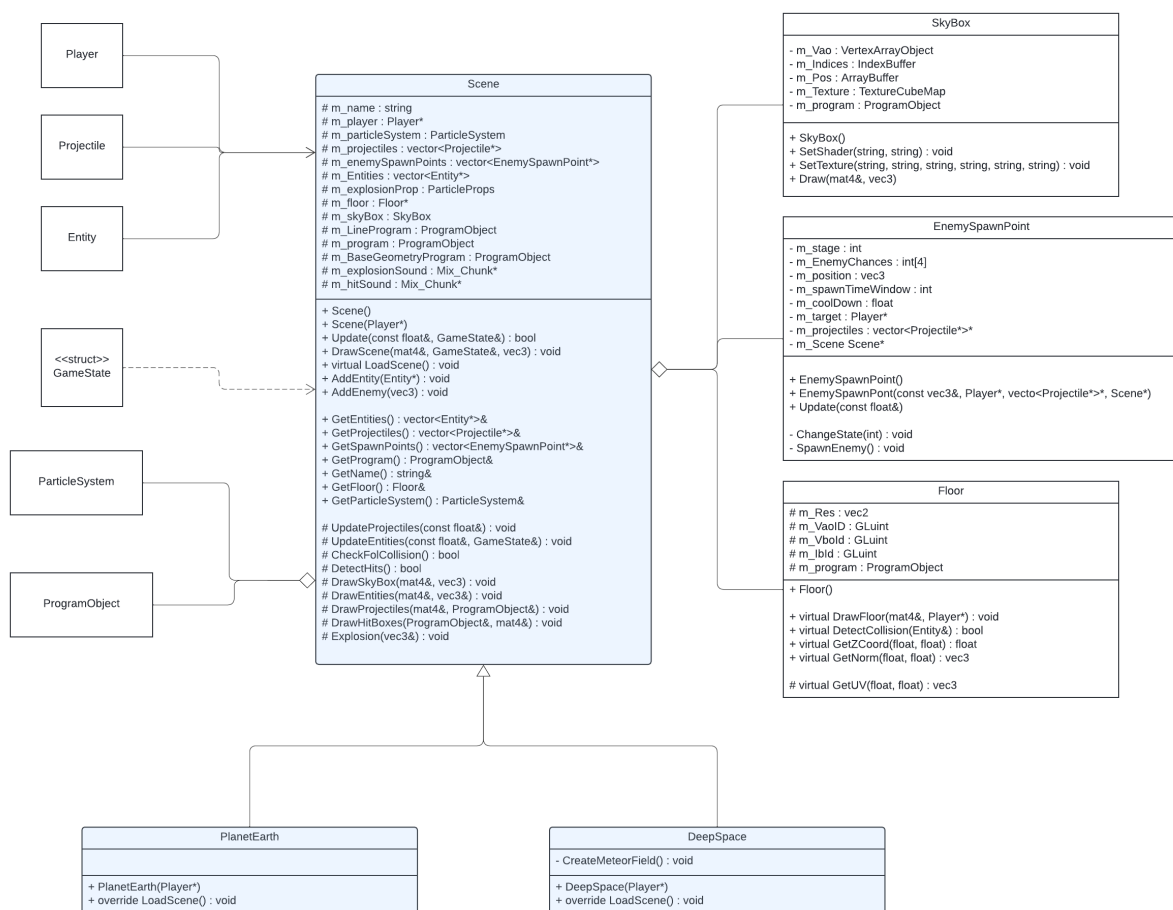 Player
Projectile
Entity
<<struct>>
GameState
ParticleSystem
ProgramObject
Scene
# m_name : string
# m_player : Player*
# m_particleSystem : ParticleSystem
# m_projectiles : vector<Projectile*>
# m_enemySpawnPoints : vector<EnemySpawnPoint*>
# m_Entities : vector<Entity*>
# m_explosionProp : ParticleProps
# m_floor : Floor*
# m_skyBox : SkyBox
# m_LineProgram : ProgramObject
# m_program : ProgramObject
# m_BaseGeometryProgram : ProgramObject
# m_explosionSound : Mix_Chunk*
# m_hitSound : Mix_Chunk*
+ Scene()
+ Scene(Player*)
+ Update(const float&, GameState&) : bool
+ DrawScene(mat4&, GameState&, vec3) : void
+ virtual LoadScene() : void
+ AddEntity(Entity*) : void
+ AddEnemy(vec3) : void
+ GetEntities() : vector<Entity*>&
+ GetProjectiles() : vector<Projectile*>&
+ GetSpawnPoints() : vector<EnemySpawnPoint*>&
+ GetProgram() : ProgramObject&
+ GetName() : string&
+ GetFloor() : Floor&
+ GetParticleSystem() : ParticleSystem&
# UpdateProjectiles(const float&) : void
# UpdateEntities(const float&, GameState&) : void
# CheckFolCollision() : bool
# DetectHits() : bool
# DrawSkyBox(mat4&, vec3) : void
# DrawEntities(mat4&, vec3&) : void
# DrawProjectiles(mat4&, ProgramObject&) : void
# DrawHitBoxes(ProgramObject&, mat4&) : void
# Explosion(vec3&) : void
SkyBox
- m_Vao : VertexArrayObject
- m_Indices : IndexBuffer
- m_Pos : ArrayBuffer
- m_Texture : TextureCubeMap
- m_program : ProgramObject
+ SkyBox()
+ SetShader(string, string) : void
+ SetTexture(string, string, string, string, string, string) : void
+ Draw(mat4&, vec3)
EnemySpawnPoint
- m_stage : int
- m_EnemyChances : int[4]
- m_position : vec3
- m_spawnTimeWindow : int
- m_coolDown : float
- m_target : Player*
- m_projectiles : vector<Projectile*>*
- m_Scene Scene*
+ EnemySpawnPoint()
+ EnemySpawnPont(const vec3&, Player*, vecto<Projectile*>*, Scene*)
+ Update(const float&)
- ChangeState(int) : void
- SpawnEnemy() : void
Floor
# m_Res : vec2
# m_VaoID : GLuint
# m_VboId : GLuint
# m_IbId : GLuint
# m_program : ProgramObject
+ Floor()
+ virtual DrawFloor(mat4&, Player*) : void
+ virtual DetectCollision(Entity&) : bool
+ virtual GetZCoord(float, float) : float
+ virtual GetNorm(float, float) : vec3
# virtual GetUV(float, float) : vec3
PlanetEarth
+ PlanetEarth(Player*)
+ override LoadScene() : void
DeepSpace
- CreateMeteorField() : void
+ DeepSpace(Player*)
+ override LoadScene() : void